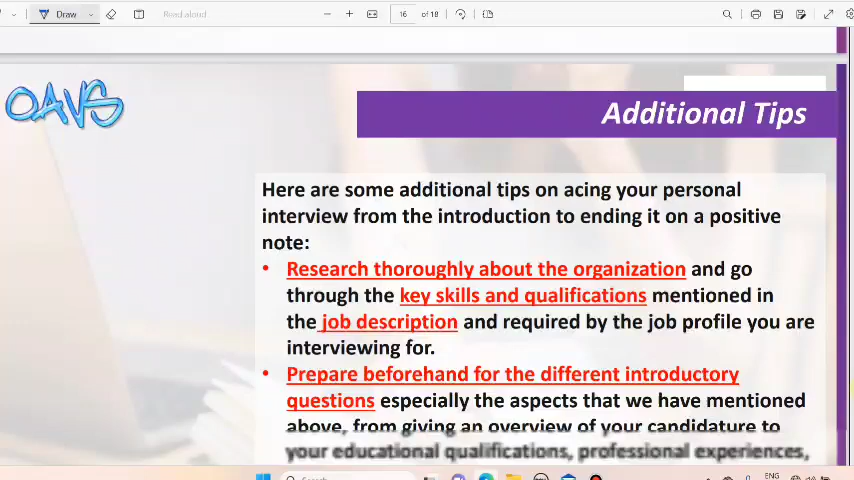 Draw
Read aloud
16 of 18
OAVS
Additional Tips
Here are some additional tips on acing your personal
interview from the introduction to ending it on a positive
note:
• Research thoroughly about the organization and go
through the key skills and qualifications mentioned in
the job description and required by the job profile you are
interviewing for.
• Prepare beforehand for the different introductory
questions especially the aspects that we have mentioned
above, from giving an overview of your candidature to
your educational qualifications, professional experiences,
Search
ENG